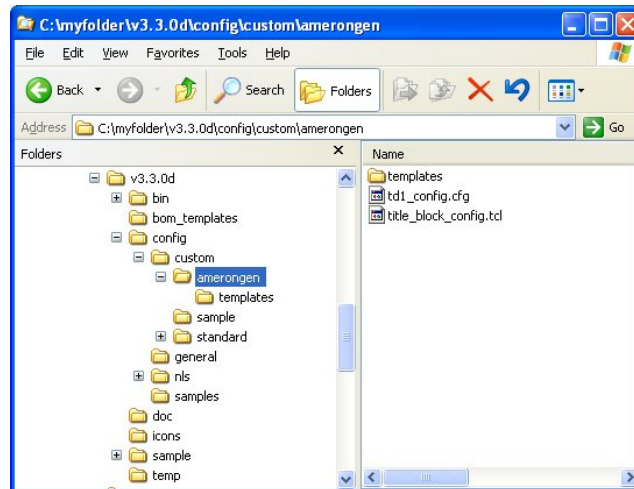 C:\myfolder\v3.3.0d\config\custom\amerongen
File Edit View Favorites Tools Help
Back Search Folders
Address C:\myfolder\v3.3.0d\config\custom\amerongen Go
Folders
v3.3.0d
bin
bom_templates
config
custom
amerongen
templates
sample
standard
general
nls
samples
doc
icons
sample
temp
Name
templates
td1_config.cfg
title_block_config.tcl